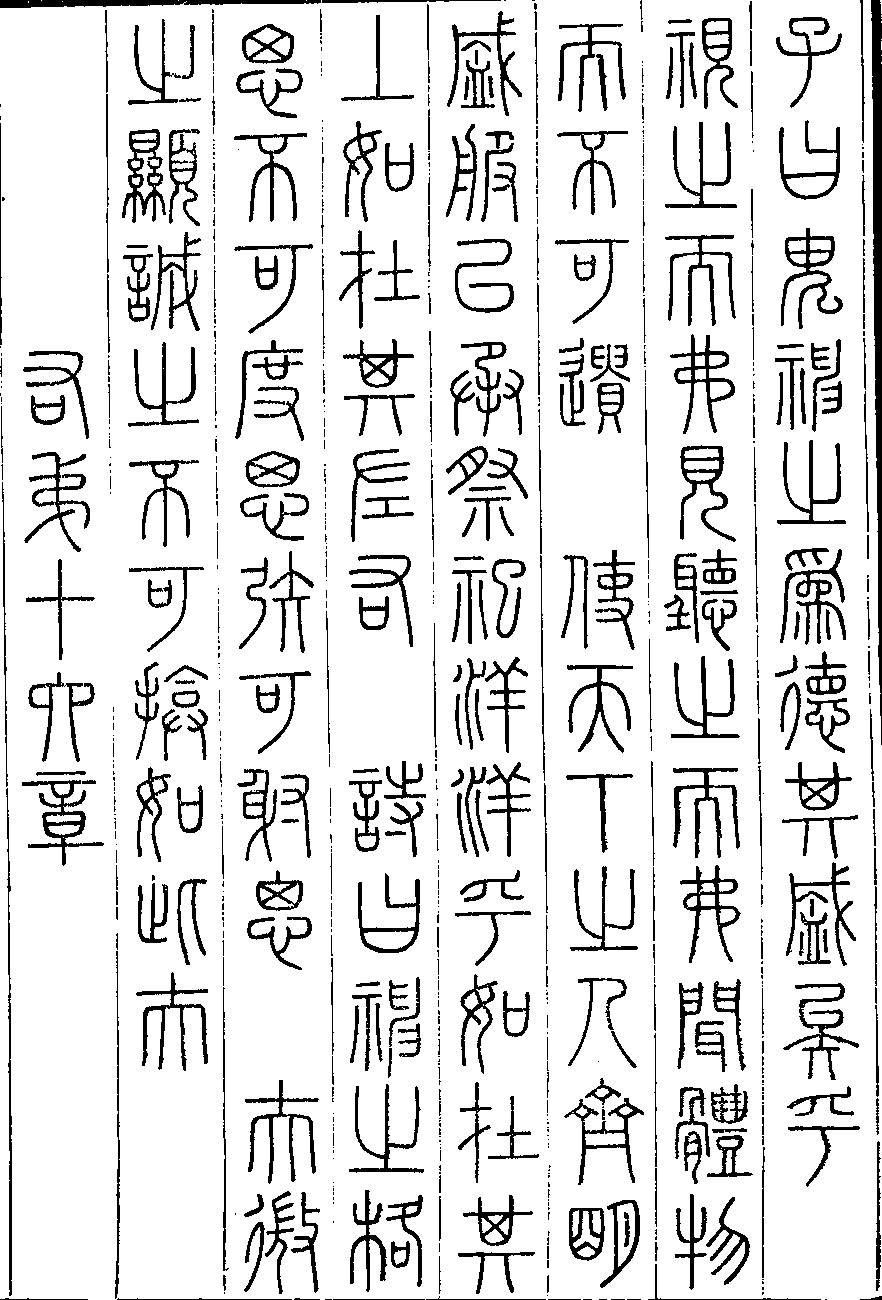 子曰鬼神之爲德其盛矣乎
視之而弗見聽之而弗聞體物
而不可遺 使天下之人齊明
盛服以承祭祀洋洋乎如在其
上如在其左右 詩曰神之格
思不可度思矧可射思 夫微
之顯誠之不可揜如此夫
右弟十六章